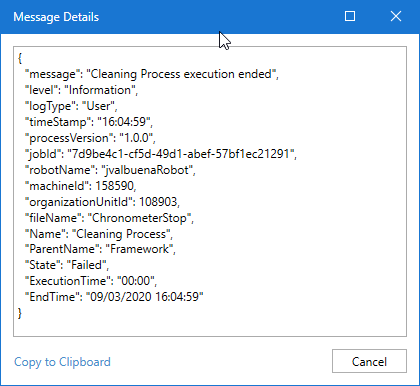 Message Details
{
"message": "Cleaning Process execution ended",
"level": "Information",
"logType": "User",
"timeStamp": "16:04:59",
"processVersion": "1.0.0",
"jobId": "7d9be4c1-cf5d-49d1-abef-57bf1ec21291",
"robotName": "jvalbuenaRobot",
"machineId": 158590,
"organizationUnitId": 108903,
"fileName": "ChronometerStop",
"Name": "Cleaning Process",
"ParentName": "Framework",
"State": "Failed",
"ExecutionTime": "00:00",
"EndTime": "09/03/2020 16:04:59"
}
Copy to Clipboard
Cancel